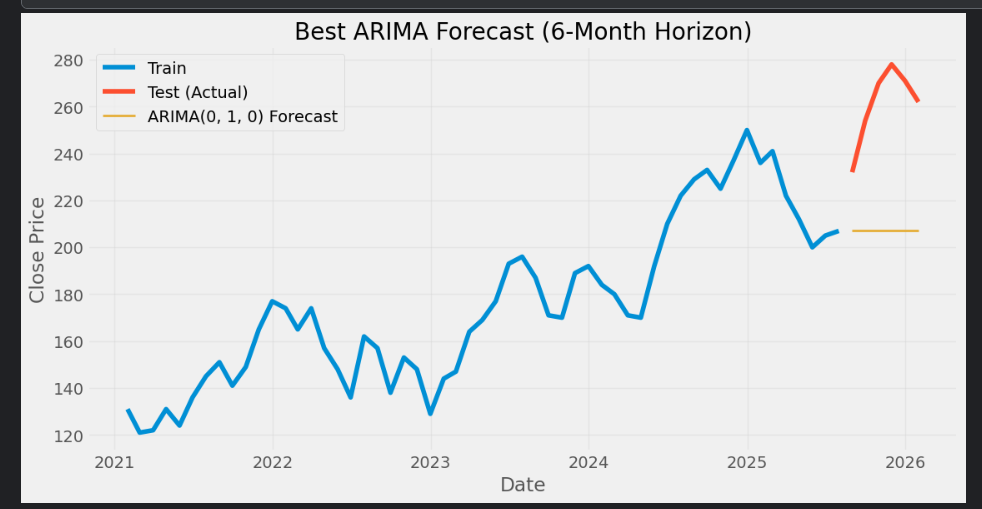 Best ARIMA Forecast (6-Month Horizon)
Train
Test (Actual)
ARIMA(0, 1, 0) Forecast
280
260
240
220
200
180
160
140
120
Close Price
2021 2022 2023 2024 2025 2026
Date